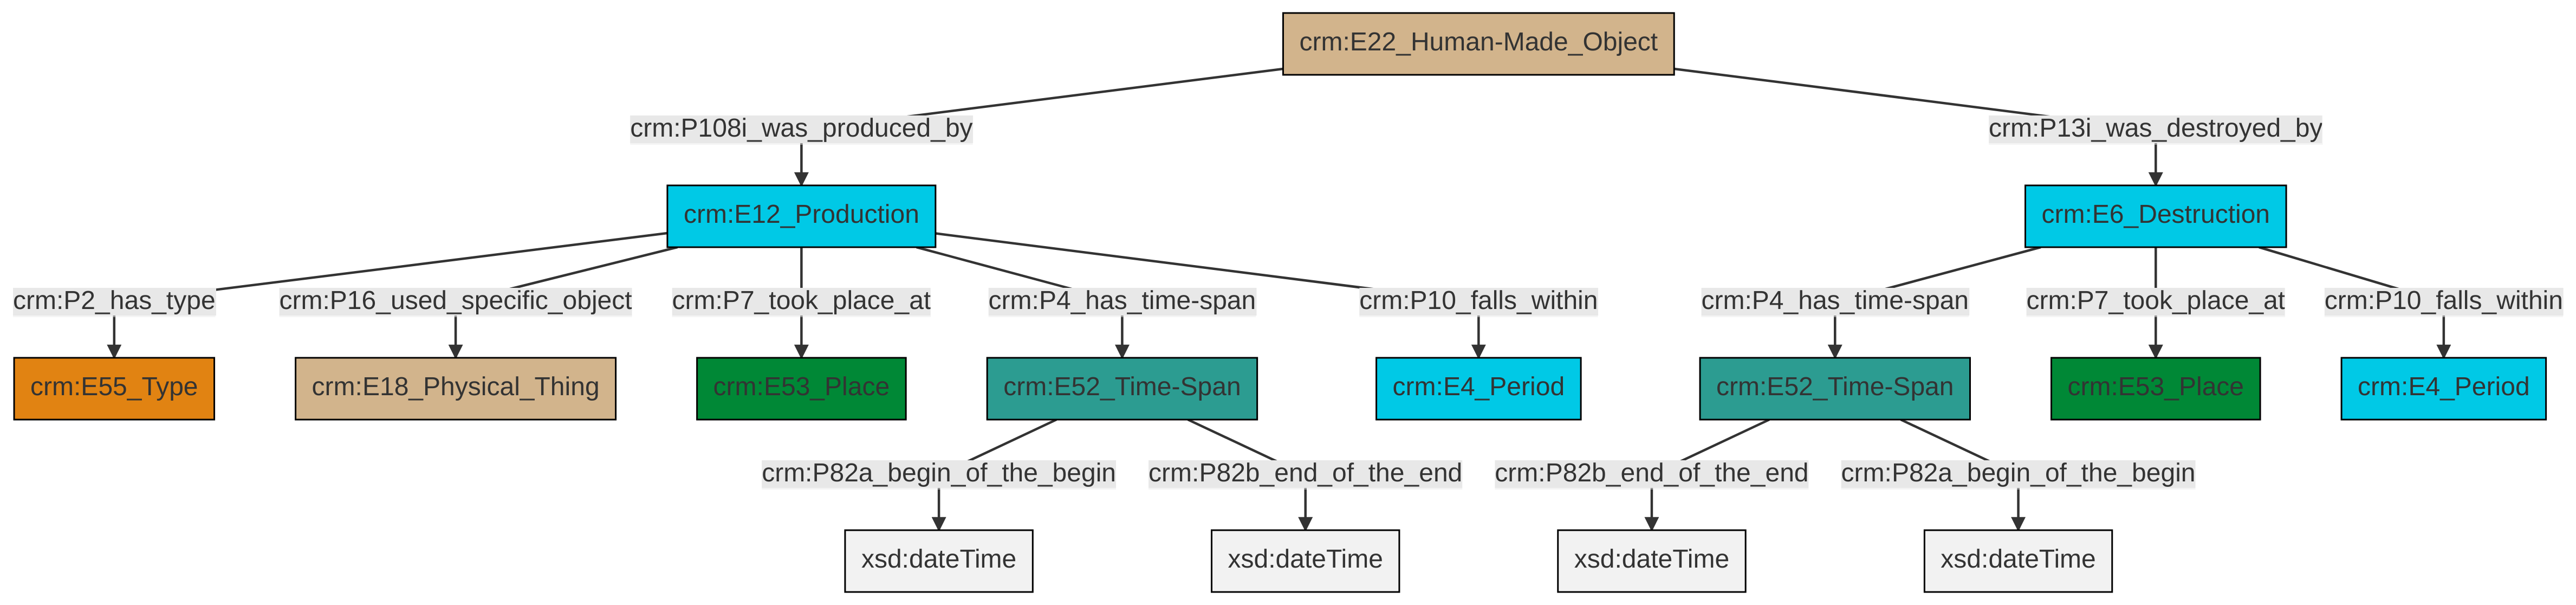 crm:E22_Human-Made_Object
crm:P108i_was_produced_by
crm:P13i_was_destroyed_by
crm:E12_Production
crm:E6_Destruction
crm:P2_has_type
crm:P16_used_specific_object
crm:P7_took_place_at
crm:P4_has_time-span
crm:P10_falls_within
crm:P4_has_time-span
crm:P7_took_place_at
crm:P10_falls_within
crm:E55_Type
crm:E18_Physical_Thing
crm:E53_Place
crm:E52_Time-Span
crm:E4_Period
crm:E52_Time-Span
crm:E53_Place
crm:E4_Period
crm:P82a_begin_of_the_begin
crm:P82b_end_of_the_end
crm:P82b_end_of_the_end
crm:P82a_begin_of_the_begin
xsd:dateTime
xsd:dateTime
xsd:dateTime
xsd:dateTime